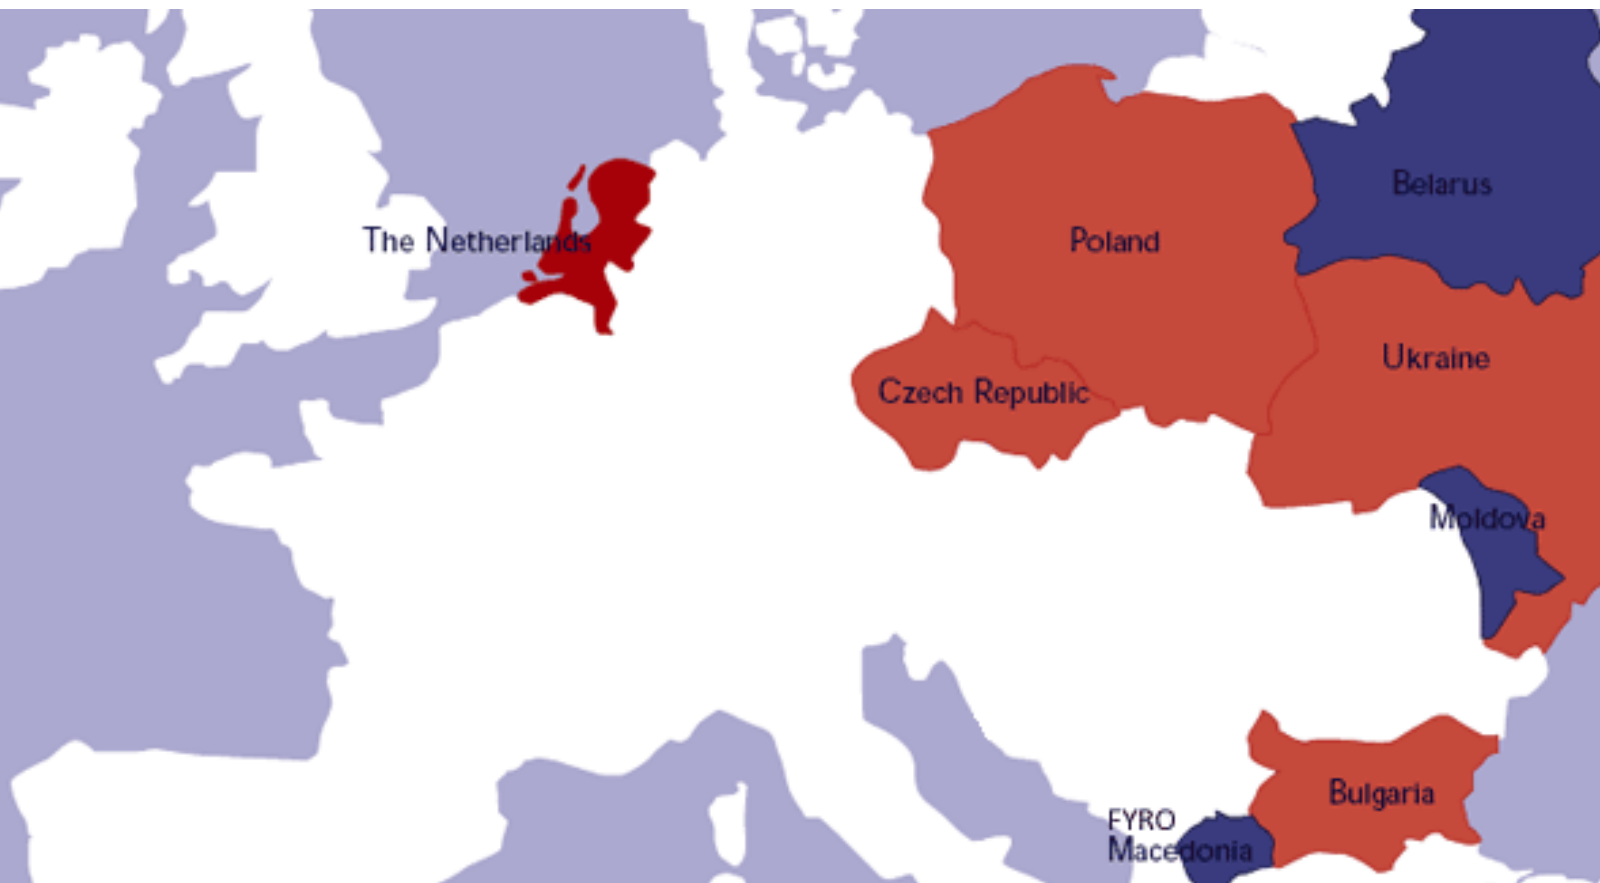 Belarus
The Netherlands
Poland
Ukraine
Czech Republic
Moldova
Bulgaria
FYRO
Macedonia